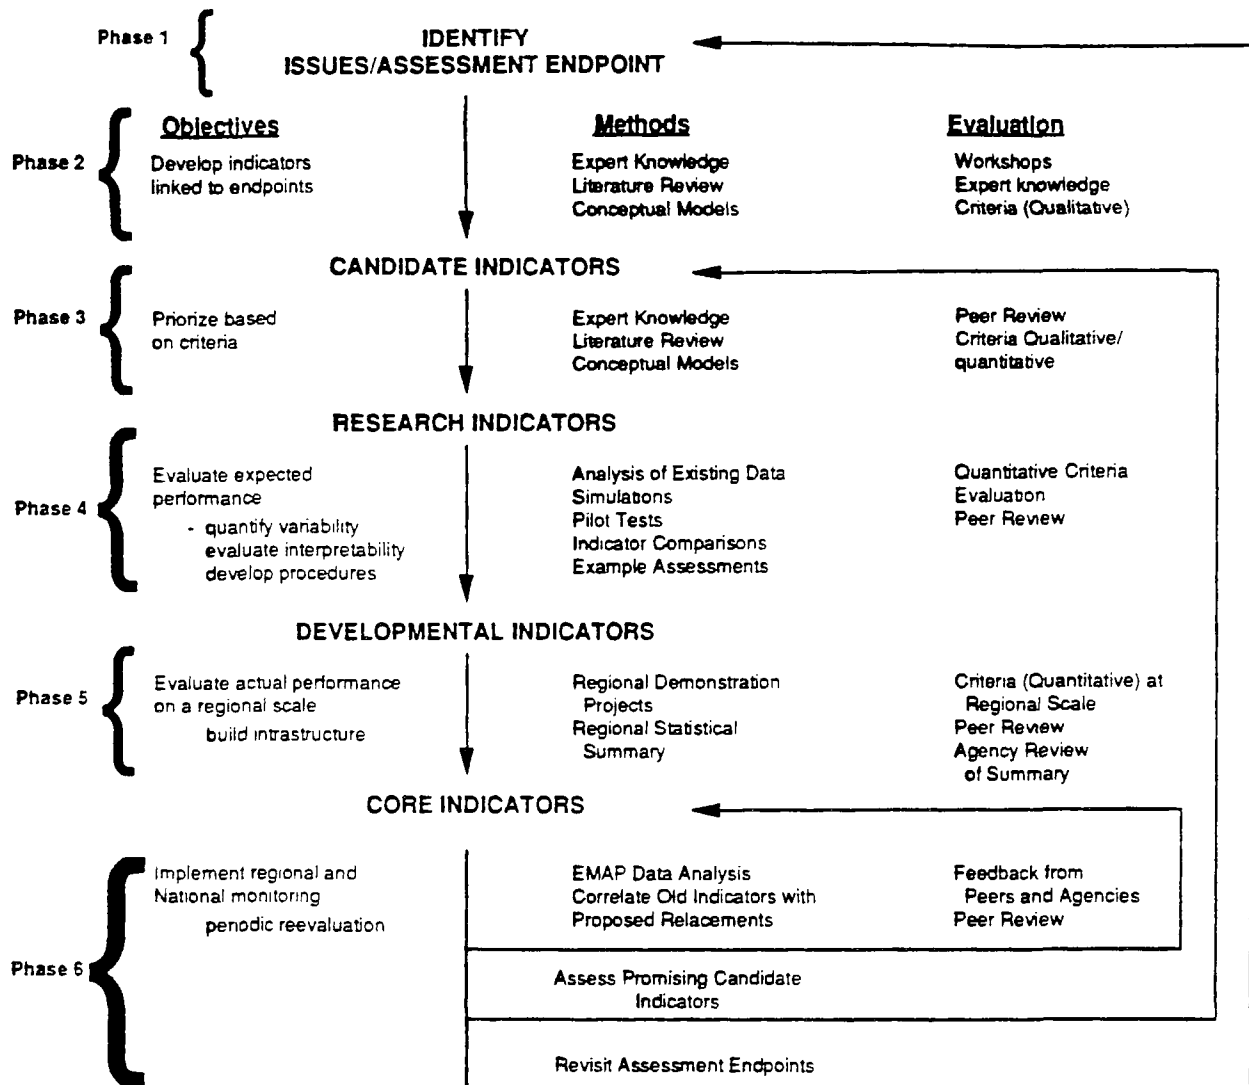 Phase 1
IDENTIFY
ISSUES/ASSESSMENT ENDPOINT
Objectives
Methods
Evaluation
Phase 2
Develop indicators
linked to endpoints
Expert Knowledge
Literature Review
Conceptual Models
Workshops
Expert knowledge
Criteria (Qualitative)
CANDIDATE INDICATORS
Phase 3
Priorize based
on criteria
Expert Knowledge
Literature Review
Conceptual Models
Peer Review
Criteria Qualitative/
quantitative
RESEARCH INDICATORS
Phase 4
Evaluate expected
performance
- quantify variability
evaluate interpretability
develop procedures
Analysis of Existing Data
Simulations
Pilot Tests
Indicator Comparisons
Example Assessments
Quantitative Criteria
Evaluation
Peer Review
DEVELOPMENTAL INDICATORS
Phase 5
Evaluate actual performance
on a regional scale
build intrastructure
Regional Demonstration
Projects
Regional Statistical
Summary
Criteria (Quantitative) at
Regional Scale
Peer Review
Agency Review
of Summary
CORE INDICATORS
Phase 6
Implement regional and
National monitoring
periodic reevaluation
EMAP Data Analysis
Correlate Old Indicators with
Proposed Relacements
Feedback from
Peers and Agencies
Peer Review
Assess Promising Candidate
Indicators
Revisit Assessment Endpoints